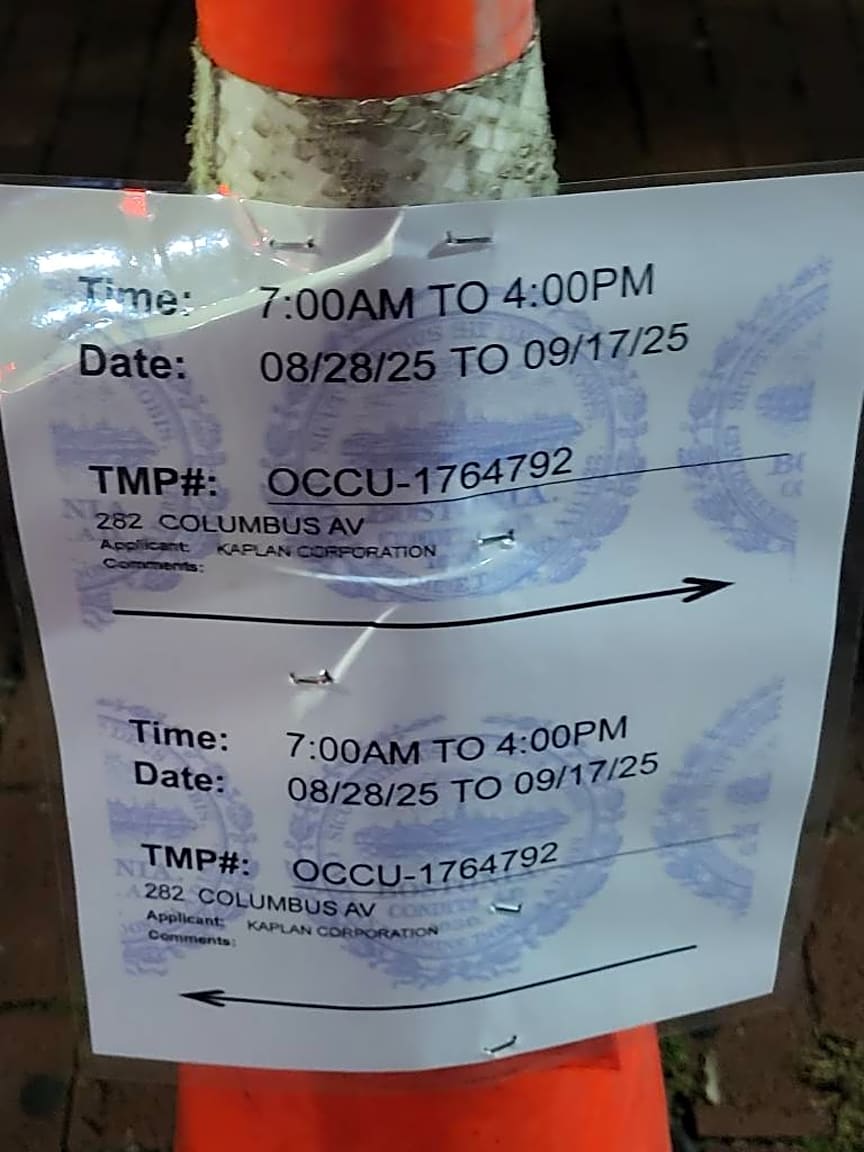 Time: 7:00AM TO 4:00PM
Date: 08/28/25 TO 09/17/25
TMP#: OCCU-1764792
282 COLUMBUS AV
Applicant: KAPLAN CORPORATION
Comments:
Time: 7:00AM TO 4:00PM
Date: 08/28/25 TO 09/17/25
TMP#: OCCU-1764792
282 COLUMBUS AV
Applicant: KAPLAN CORPORATION
Comments: